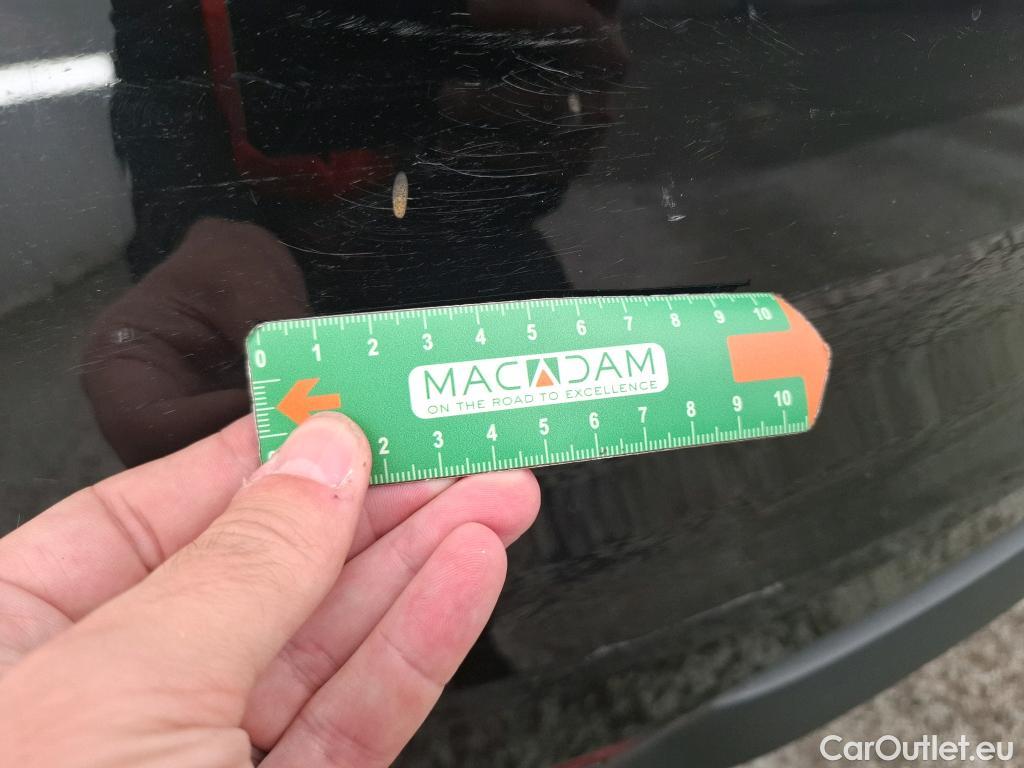 0 1 2 3 4 5 6 7 8 9 10
MACADAM
ON THE ROAD TO EXCELLENCE
2 3 4 5 6 7 8 9 10
CarOutlet.eu